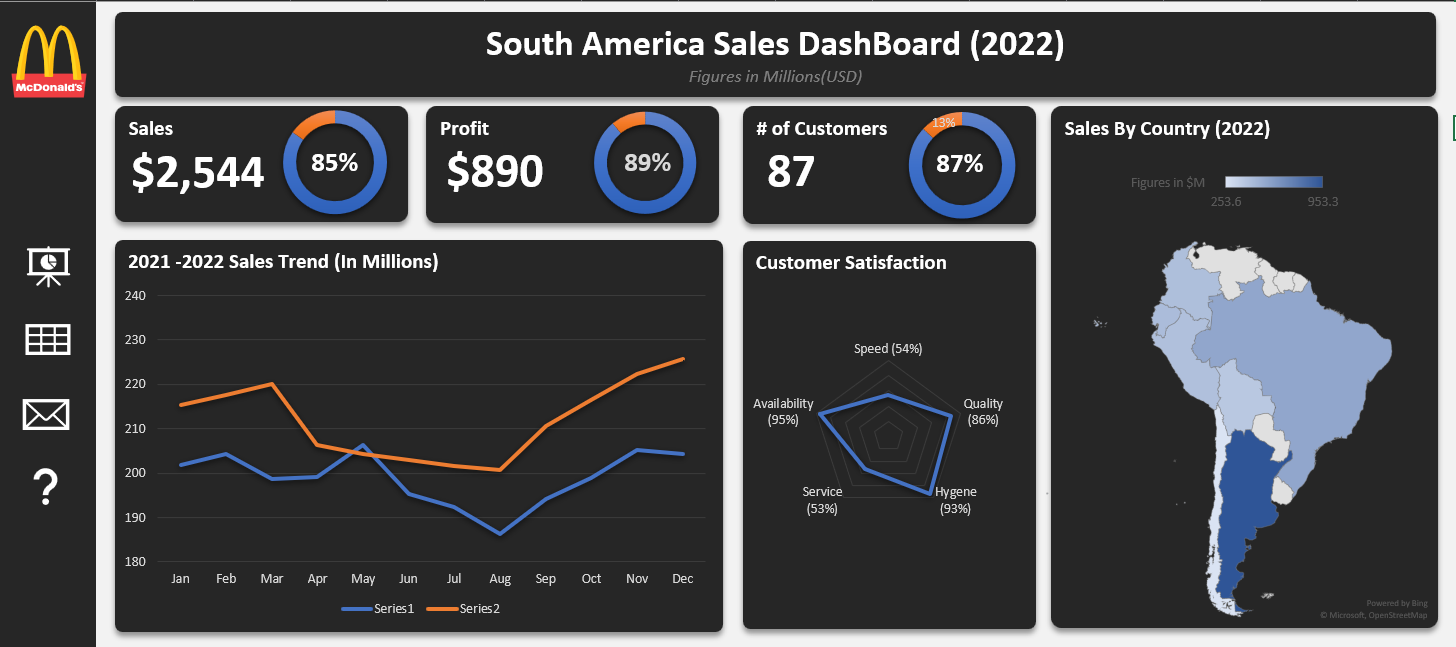 McDonald's
South America Sales DashBoard (2022)
Figures in Millions(USD)
Sales
$2,544
85%
Profit
$890
89%
# of Customers
87
13%
87%
Sales By Country (2022)
Figures in $M
253.6
953.3
2021 -2022 Sales Trend (In Millions)
240
230
220
210
200
190
180
Jan Feb Mar Apr May Jun Jul Aug Sep Oct Nov Dec
Series1 Series2
Customer Satisfaction
Speed (54%)
Availability
(95%)
Quality
(86%)
Service
(53%)
Hygene
(93%)
Powered by Bing
© Microsoft, OpenStreetMap
?